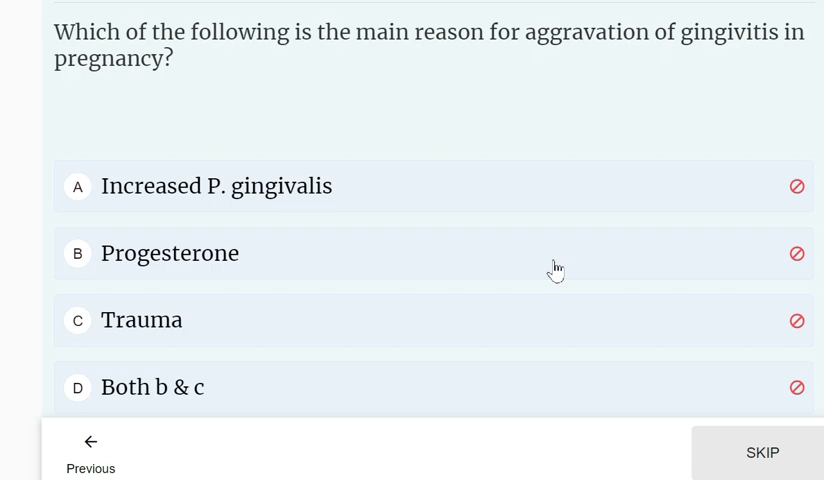 Which of the following is the main reason for aggravation of gingivitis in
pregnancy?
A Increased P. gingivalis
B Progesterone
C Trauma
D Both b & c
Previous
SKIP